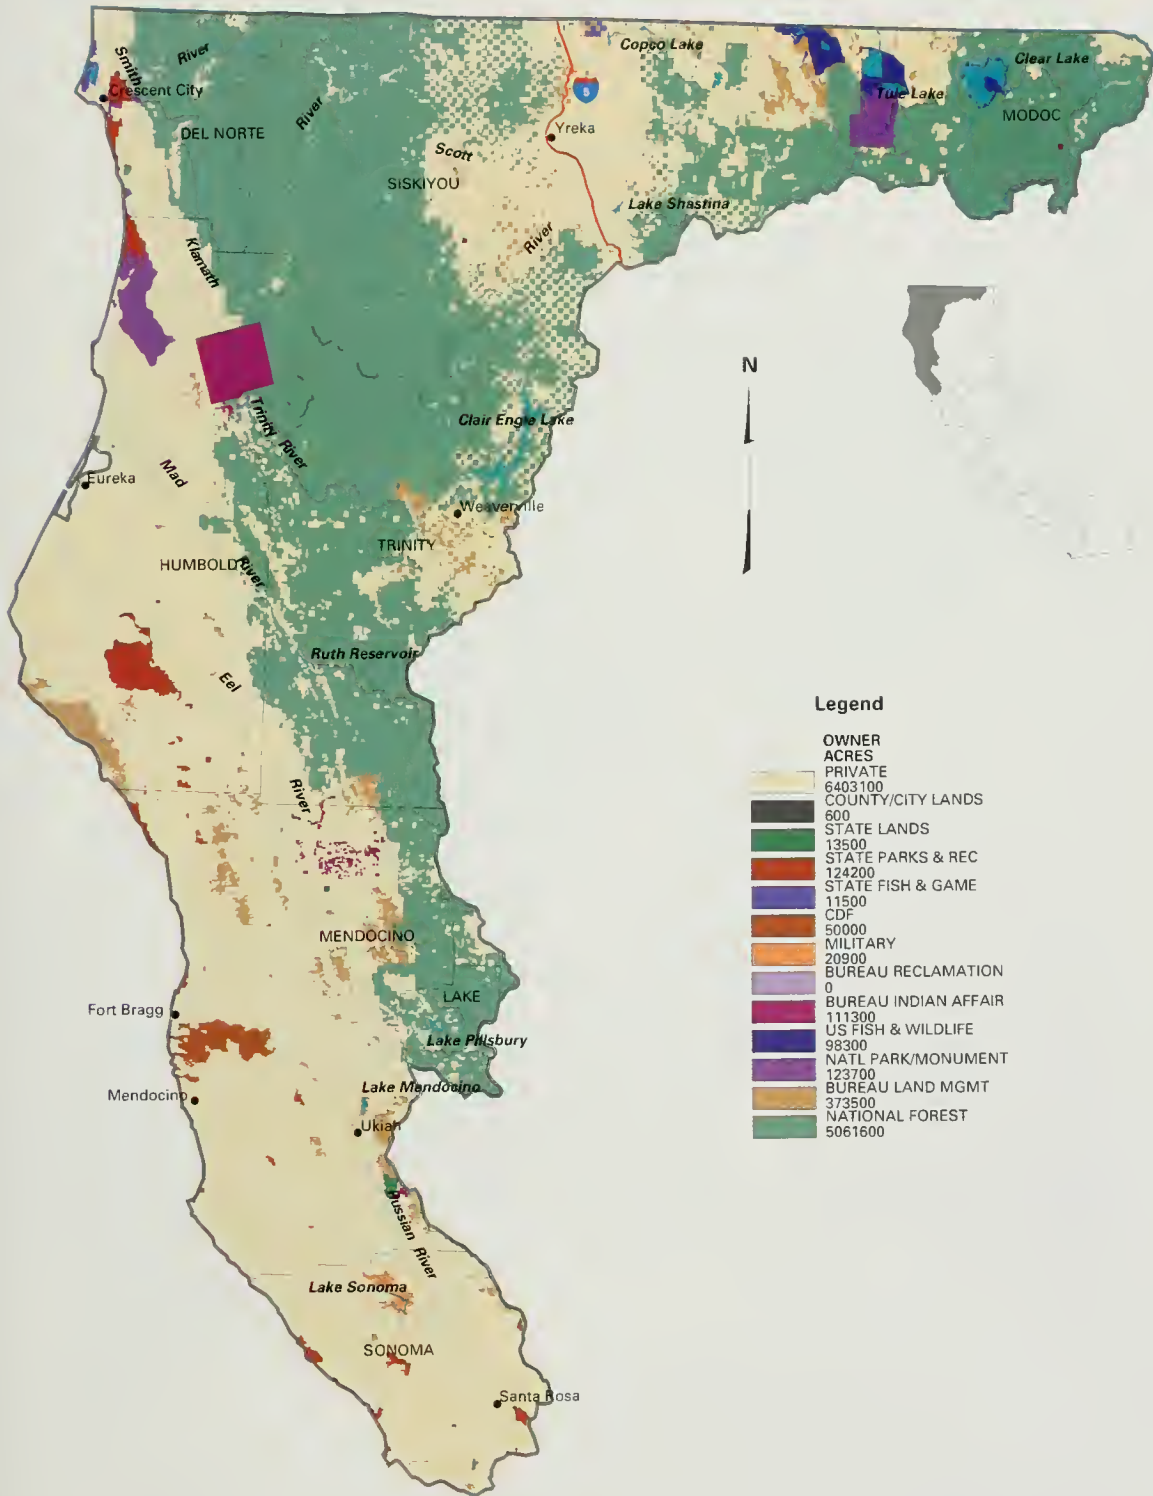 Smith
River
Copco Lake
Clear Lake
5
Tule Lake
Crescent City
River
MODOC
DEL NORTE
Yreka
Scott
SISKIYOU
Lake Shastina
River
Klamath
N
Clair Engle Lake
Trinity River
Mad
Eureka
Weaverville
TRINITY
HUMBOLDT
River
Ruth Reservoir
Eel
River
MENDOCINO
LAKE
Fort Bragg
Lake Pillsbury
Lake Mendocino
Mendocino
Ukiah
Russian River
Lake Sonoma
SONOMA
Santa Rosa
Legend
OWNER
ACRES
PRIVATE
6403100
COUNTY/CITY LANDS
600
STATE LANDS
13500
STATE PARKS & REC
124200
STATE FISH & GAME
11500
CDF
50000
MILITARY
20900
BUREAU RECLAMATION
0
BUREAU INDIAN AFFAIR
111300
US FISH & WILDLIFE
98300
NATL PARK/MONUMENT
123700
BUREAU LAND MGMT
373500
NATIONAL FOREST
5061600